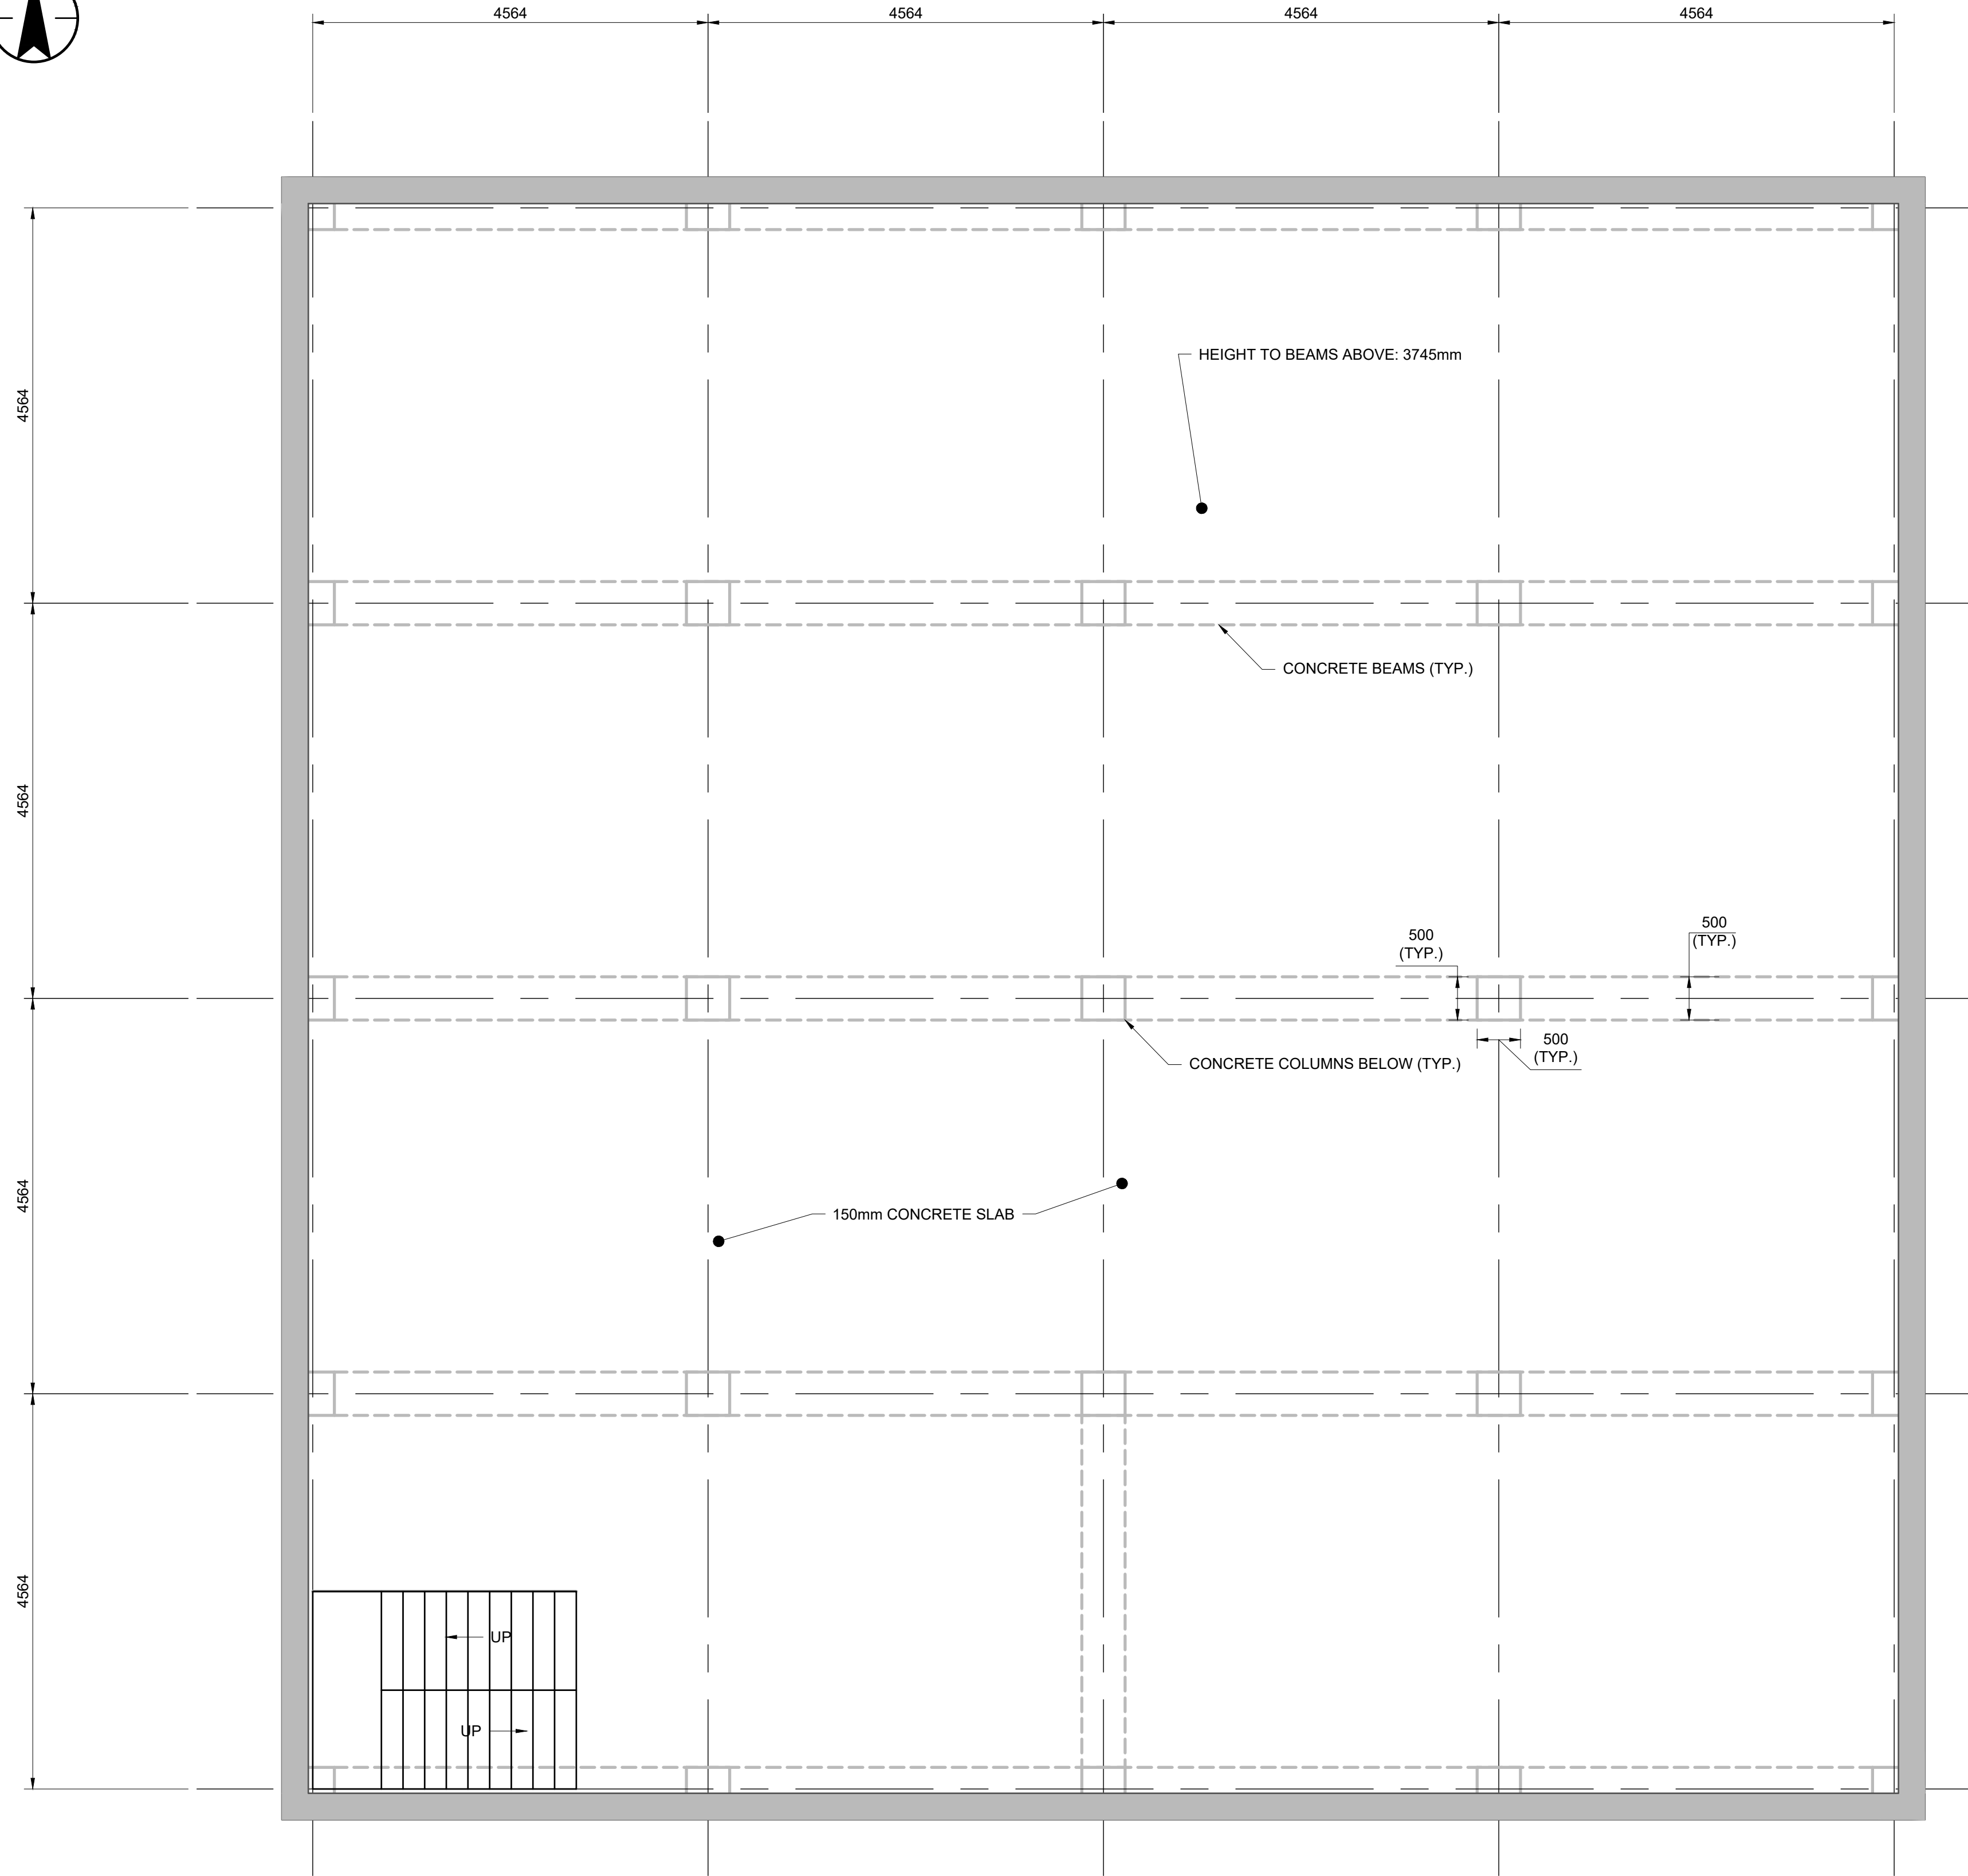 4564
4564
4564
4564
HEIGHT TO BEAMS ABOVE: 3745mm
4564
CONCRETE BEAMS (TYP.)
4564
500
(TYP.)
500
(TYP.)
500
(TYP.)
CONCRETE COLUMNS BELOW (TYP.)
4564
150mm CONCRETE SLAB
4564
UP
UP